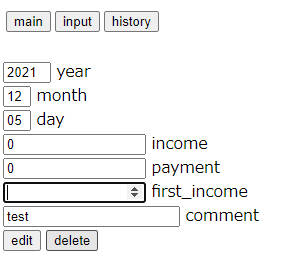 main input history
2021 year
12 month
05 day
0 income
0 payment
first_income
test comment
edit delete